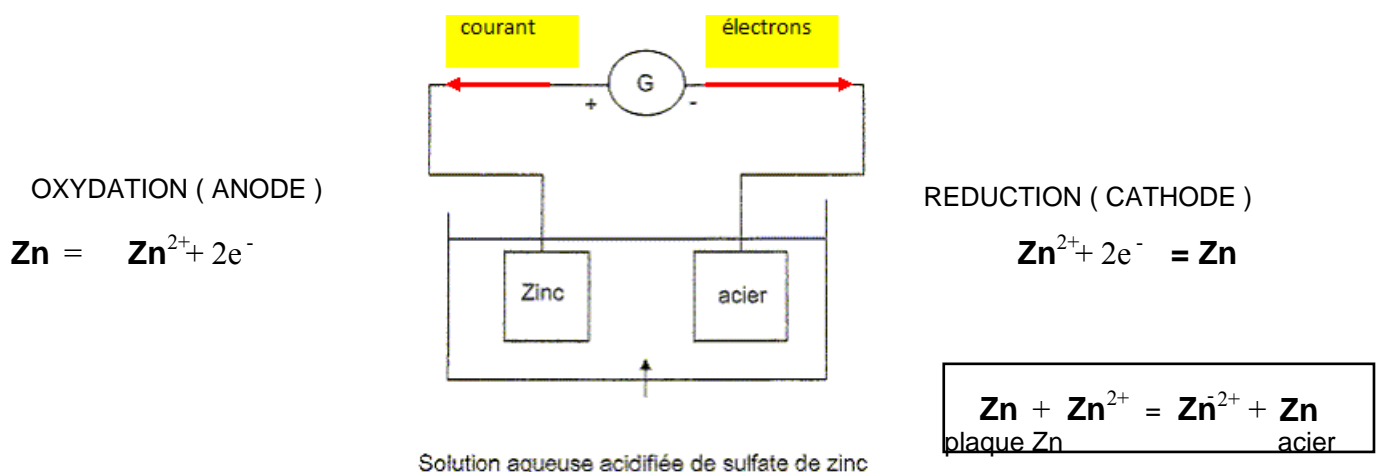 courant
électrons
G
+ -
OXYDATION ( ANODE )
REDUCTION ( CATHODE )
Zn = Zn²⁺+ 2e⁻
Zn²⁺+ 2e⁻ = Zn
Zinc
acier
Zn + Zn²⁺ = Zn²⁺ + Zn
plaque Zn acier
Solution aqueuse acidifiée de sulfate de zinc